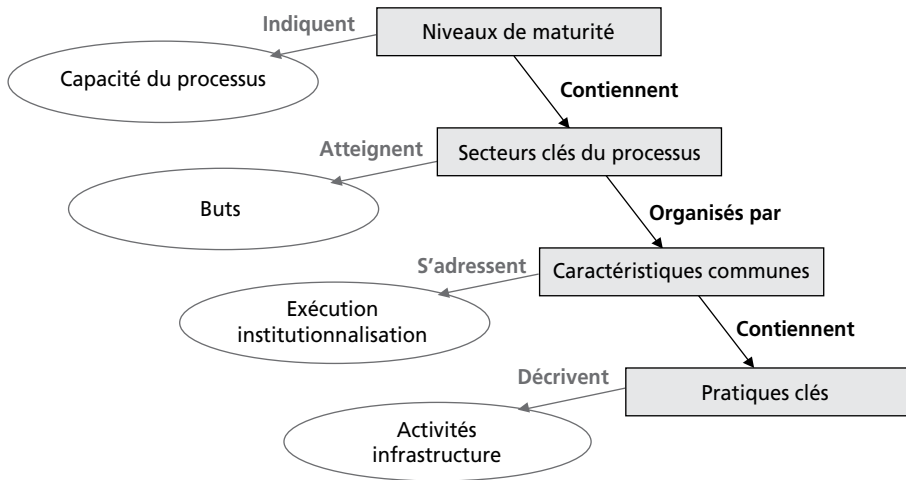 Indiquent
Niveaux de maturité
Capacité du processus
Contiennent
Atteignent
Secteurs clés du processus
Buts
Organisés par
S’adressent
Caractéristiques communes
Exécution
institutionnalisation
Contiennent
Décrivent
Pratiques clés
Activités
infrastructure